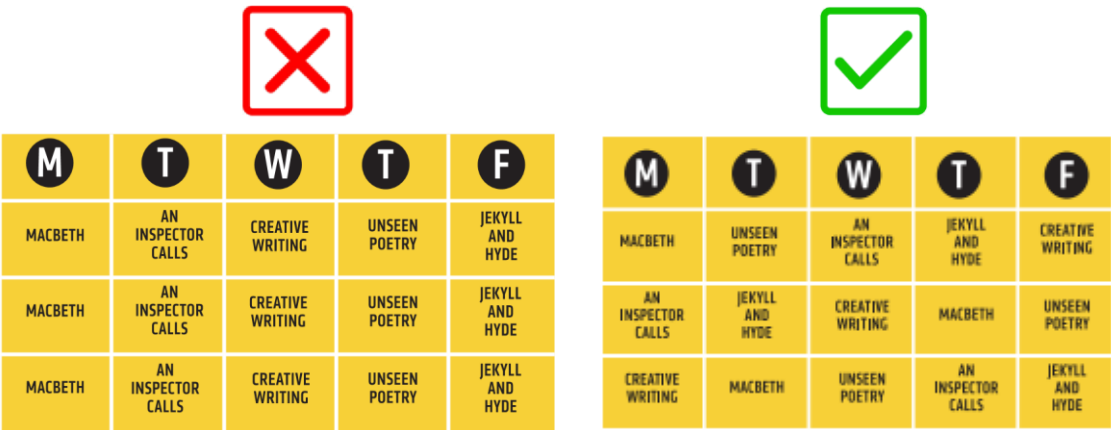 M T W T F
MACBETH
AN
INSPECTOR
CALLS
CREATIVE
WRITING
UNSEEN
POETRY
JEKYLL
AND
HYDE
MACBETH
AN
INSPECTOR
CALLS
CREATIVE
WRITING
UNSEEN
POETRY
JEKYLL
AND
HYDE
MACBETH
AN
INSPECTOR
CALLS
CREATIVE
WRITING
UNSEEN
POETRY
JEKYLL
AND
HYDE
M T W T F
MACBETH
UNSEEN
POETRY
AN
INSPECTOR
CALLS
JEKYLL
AND
HYDE
CREATIVE
WRITING
AN
INSPECTOR
CALLS
JEKYLL
AND
HYDE
CREATIVE
WRITING
MACBETH
UNSEEN
POETRY
CREATIVE
WRITING
MACBETH
UNSEEN
POETRY
AN
INSPECTOR
CALLS
JEKYLL
AND
HYDE